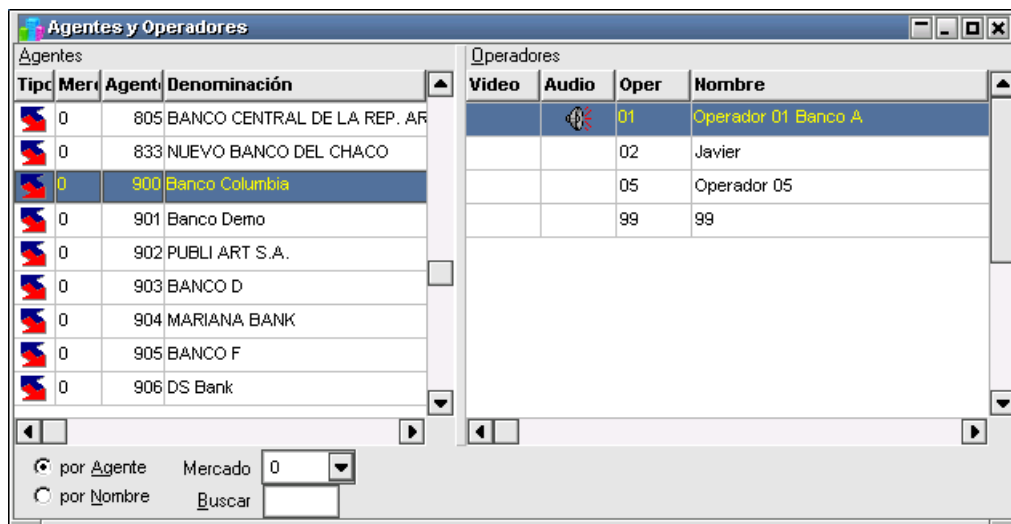 Agentes y Operadores
Agentes
Tipo Merc Agente Denominación
0 805 BANCO CENTRAL DE LA REP. AR
0 833 NUEVO BANCO DEL CHACO
0 900 Banco Columbia
0 901 Banco Demo
0 902 PUBLI ART S.A.
0 903 BANCO D
0 904 MARIANA BANK
0 905 BANCO F
0 906 DS Bank
Operadores
Video Audio Oper Nombre
01 Operador 01 Banco A
02 Javier
05 Operador 05
99 99
por Agente Mercado 0
por Nombre Buscar